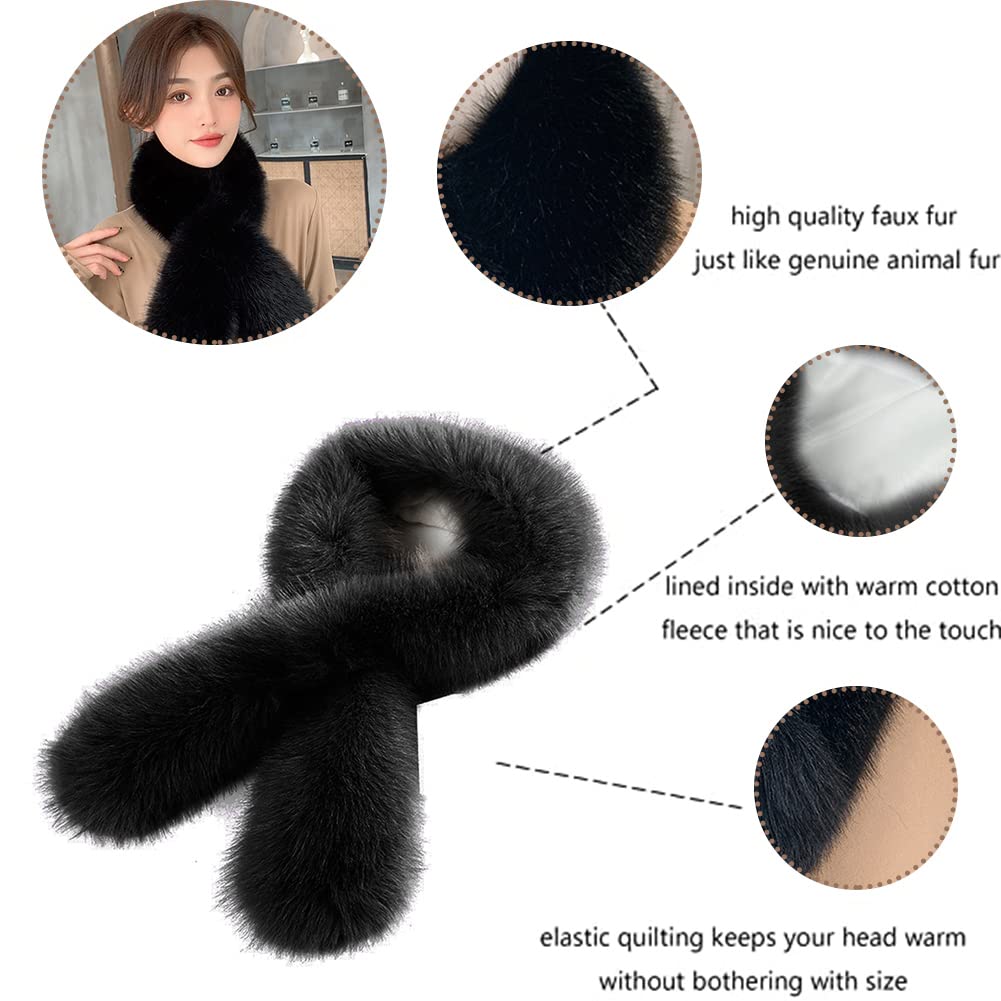 high quality faux fur
just like genuine animal fur
lined inside with warm cotton
fleece that is nice to the touch
elastic quilting keeps your head warm
without bothering with size